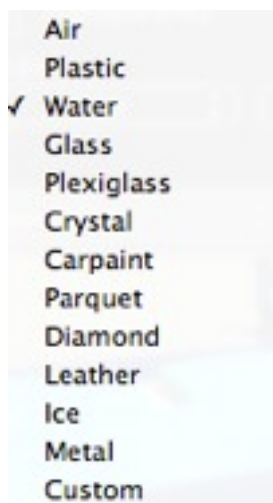 Air
Plastic
✓ Water
Glass
Plexiglass
Crystal
Carpaint
Parquet
Diamond
Leather
Ice
Metal
Custom